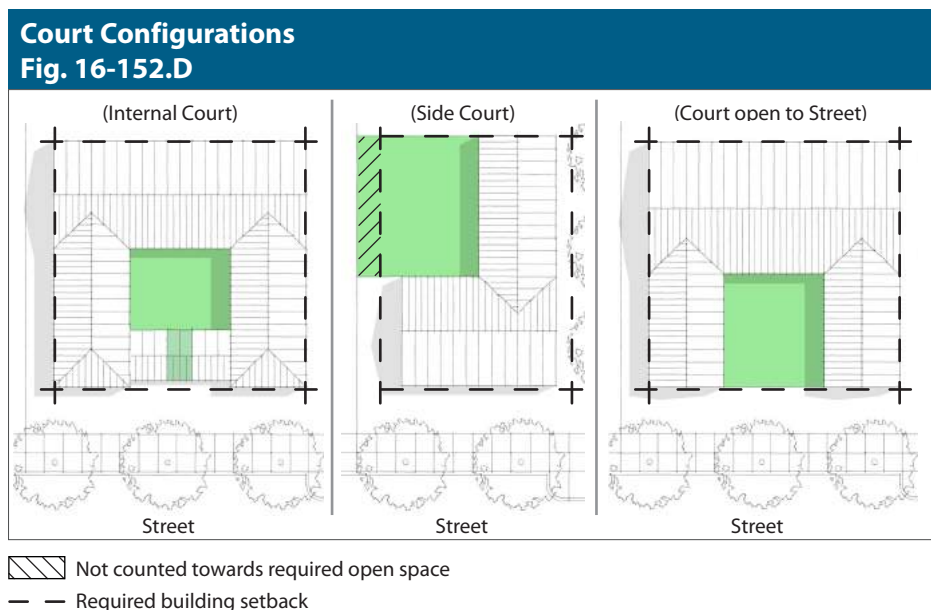 Court Configurations
Fig. 16-152.D
(Internal Court)
(Side Court)
(Court open to Street)
Street
Street
Street
Not counted towards required open space
Required building setback